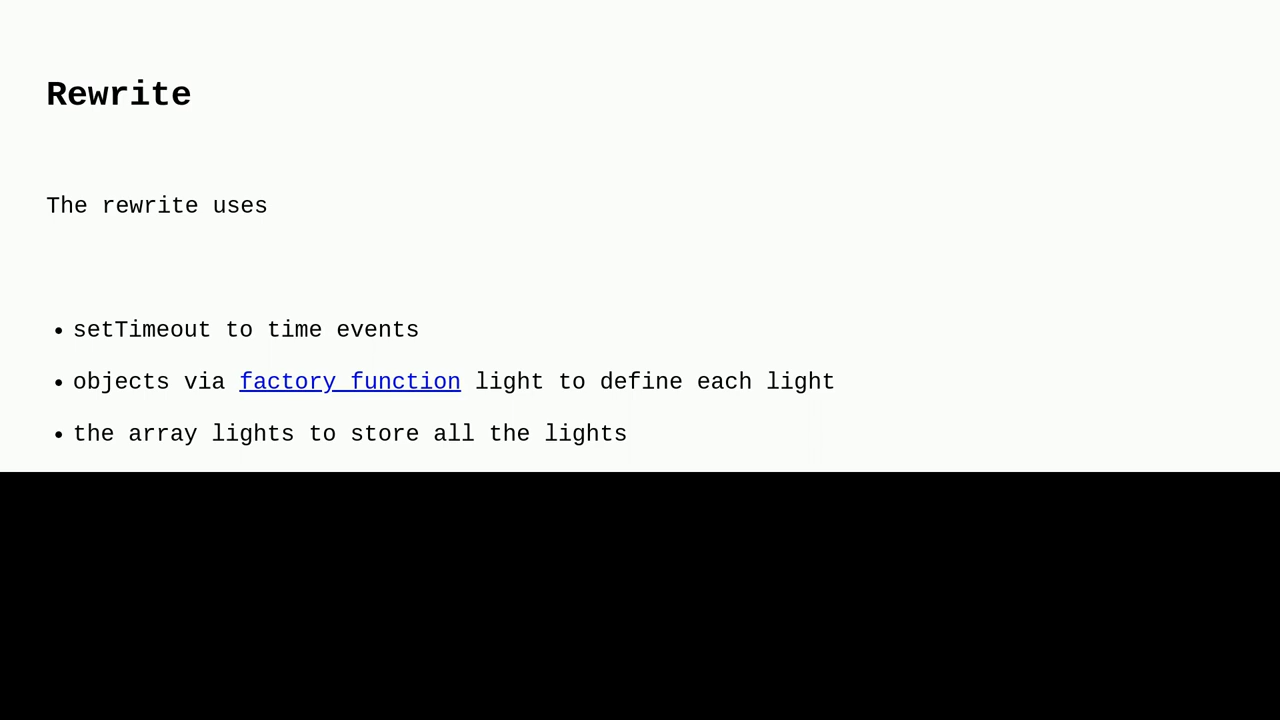 Rewrite
The rewrite uses
• setTimeout to time events
• objects via factory function light to define each light
• the array lights to store all the lights